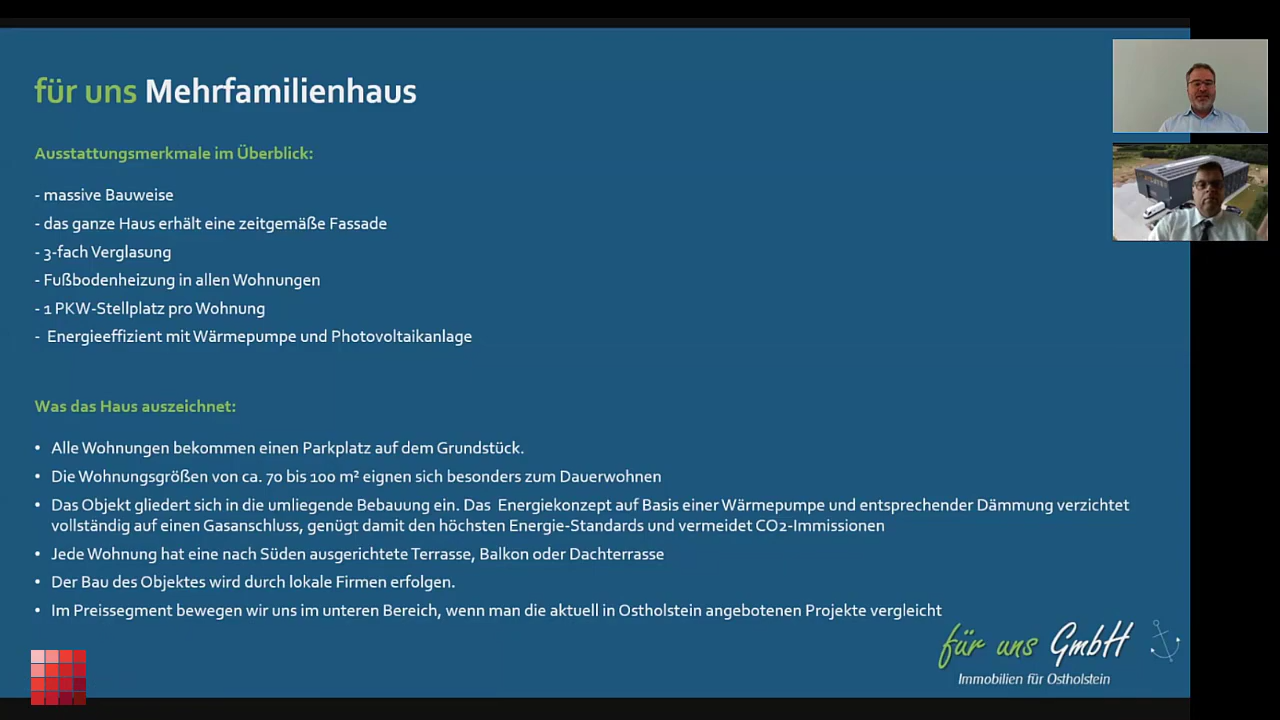 für uns Mehrfamilienhaus
Ausstattungsmerkmale im Überblick:
- massive Bauweise
- das ganze Haus erhält eine zeitgemäße Fassade
- 3-fach Verglasung
- Fußbodenheizung in allen Wohnungen
- 1 PKW-Stellplatz pro Wohnung
- Energieeffizient mit Wärmepumpe und Photovoltaikanlage
Was das Haus auszeichnet:
• Alle Wohnungen bekommen einen Parkplatz auf dem Grundstück.
• Die Wohnungsgrößen von ca. 70 bis 100 m² eignen sich besonders zum Dauerwohnen
• Das Objekt gliedert sich in die umliegende Bebauung ein. Das Energiekonzept auf Basis einer Wärmepumpe und entsprechender Dämmung verzichtet
vollständig auf einen Gasanschluss, genügt damit den höchsten Energie-Standards und vermeidet CO2-Immissionen
• Jede Wohnung hat eine nach Süden ausgerichtete Terrasse, Balkon oder Dachterrasse
• Der Bau des Objektes wird durch lokale Firmen erfolgen.
• Im Preissegment bewegen wir uns im unteren Bereich, wenn man die aktuell in Ostholstein angebotenen Projekte vergleicht
für uns GmbH
Immobilien für Ostholstein